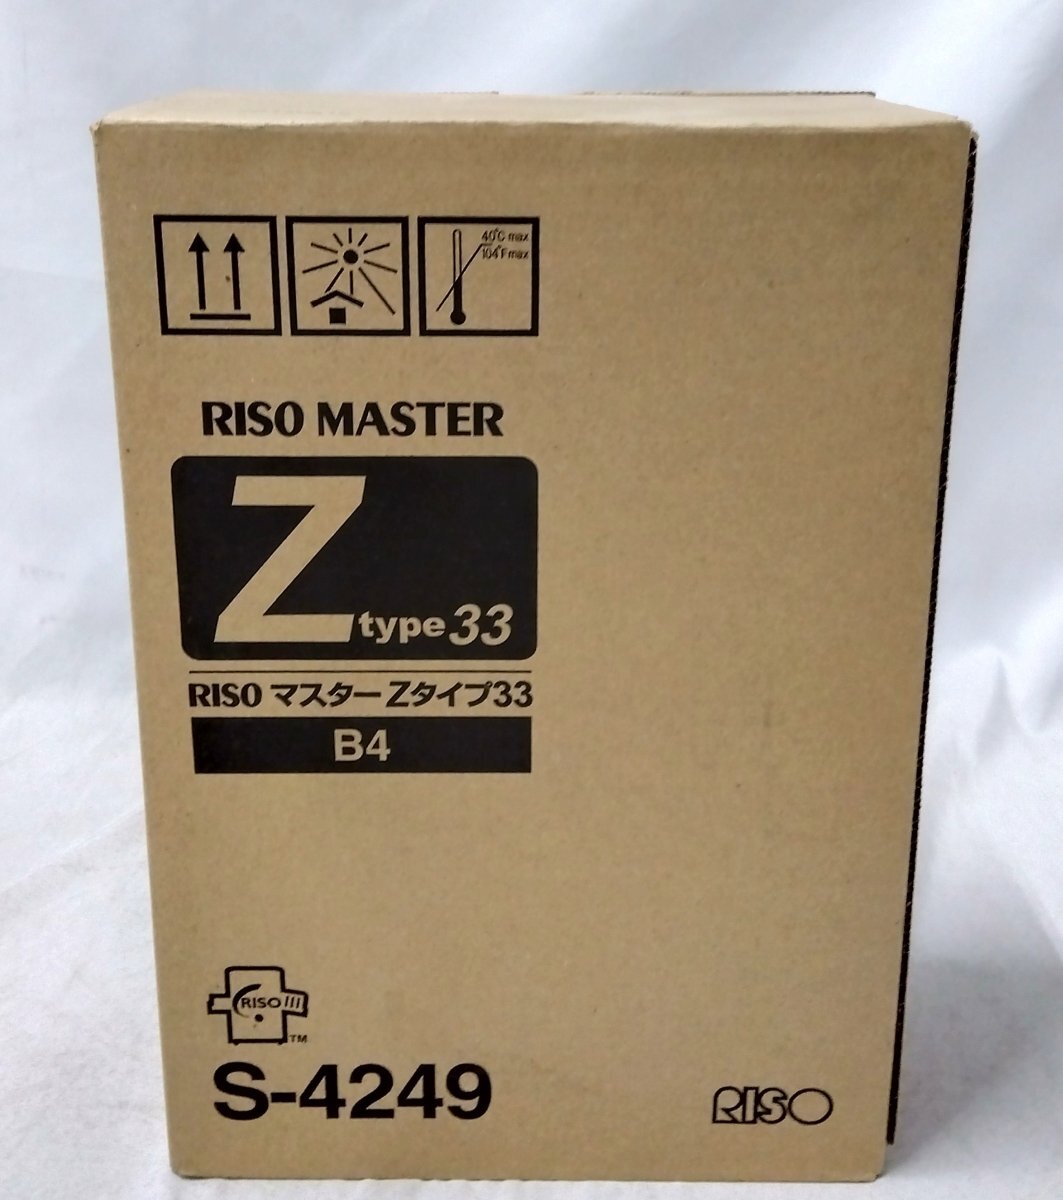 40°C max
104°F max
RISO MASTER
Z type 33
RISO マスター Zタイプ33
B4
RISO
TM
S-4249
RISO